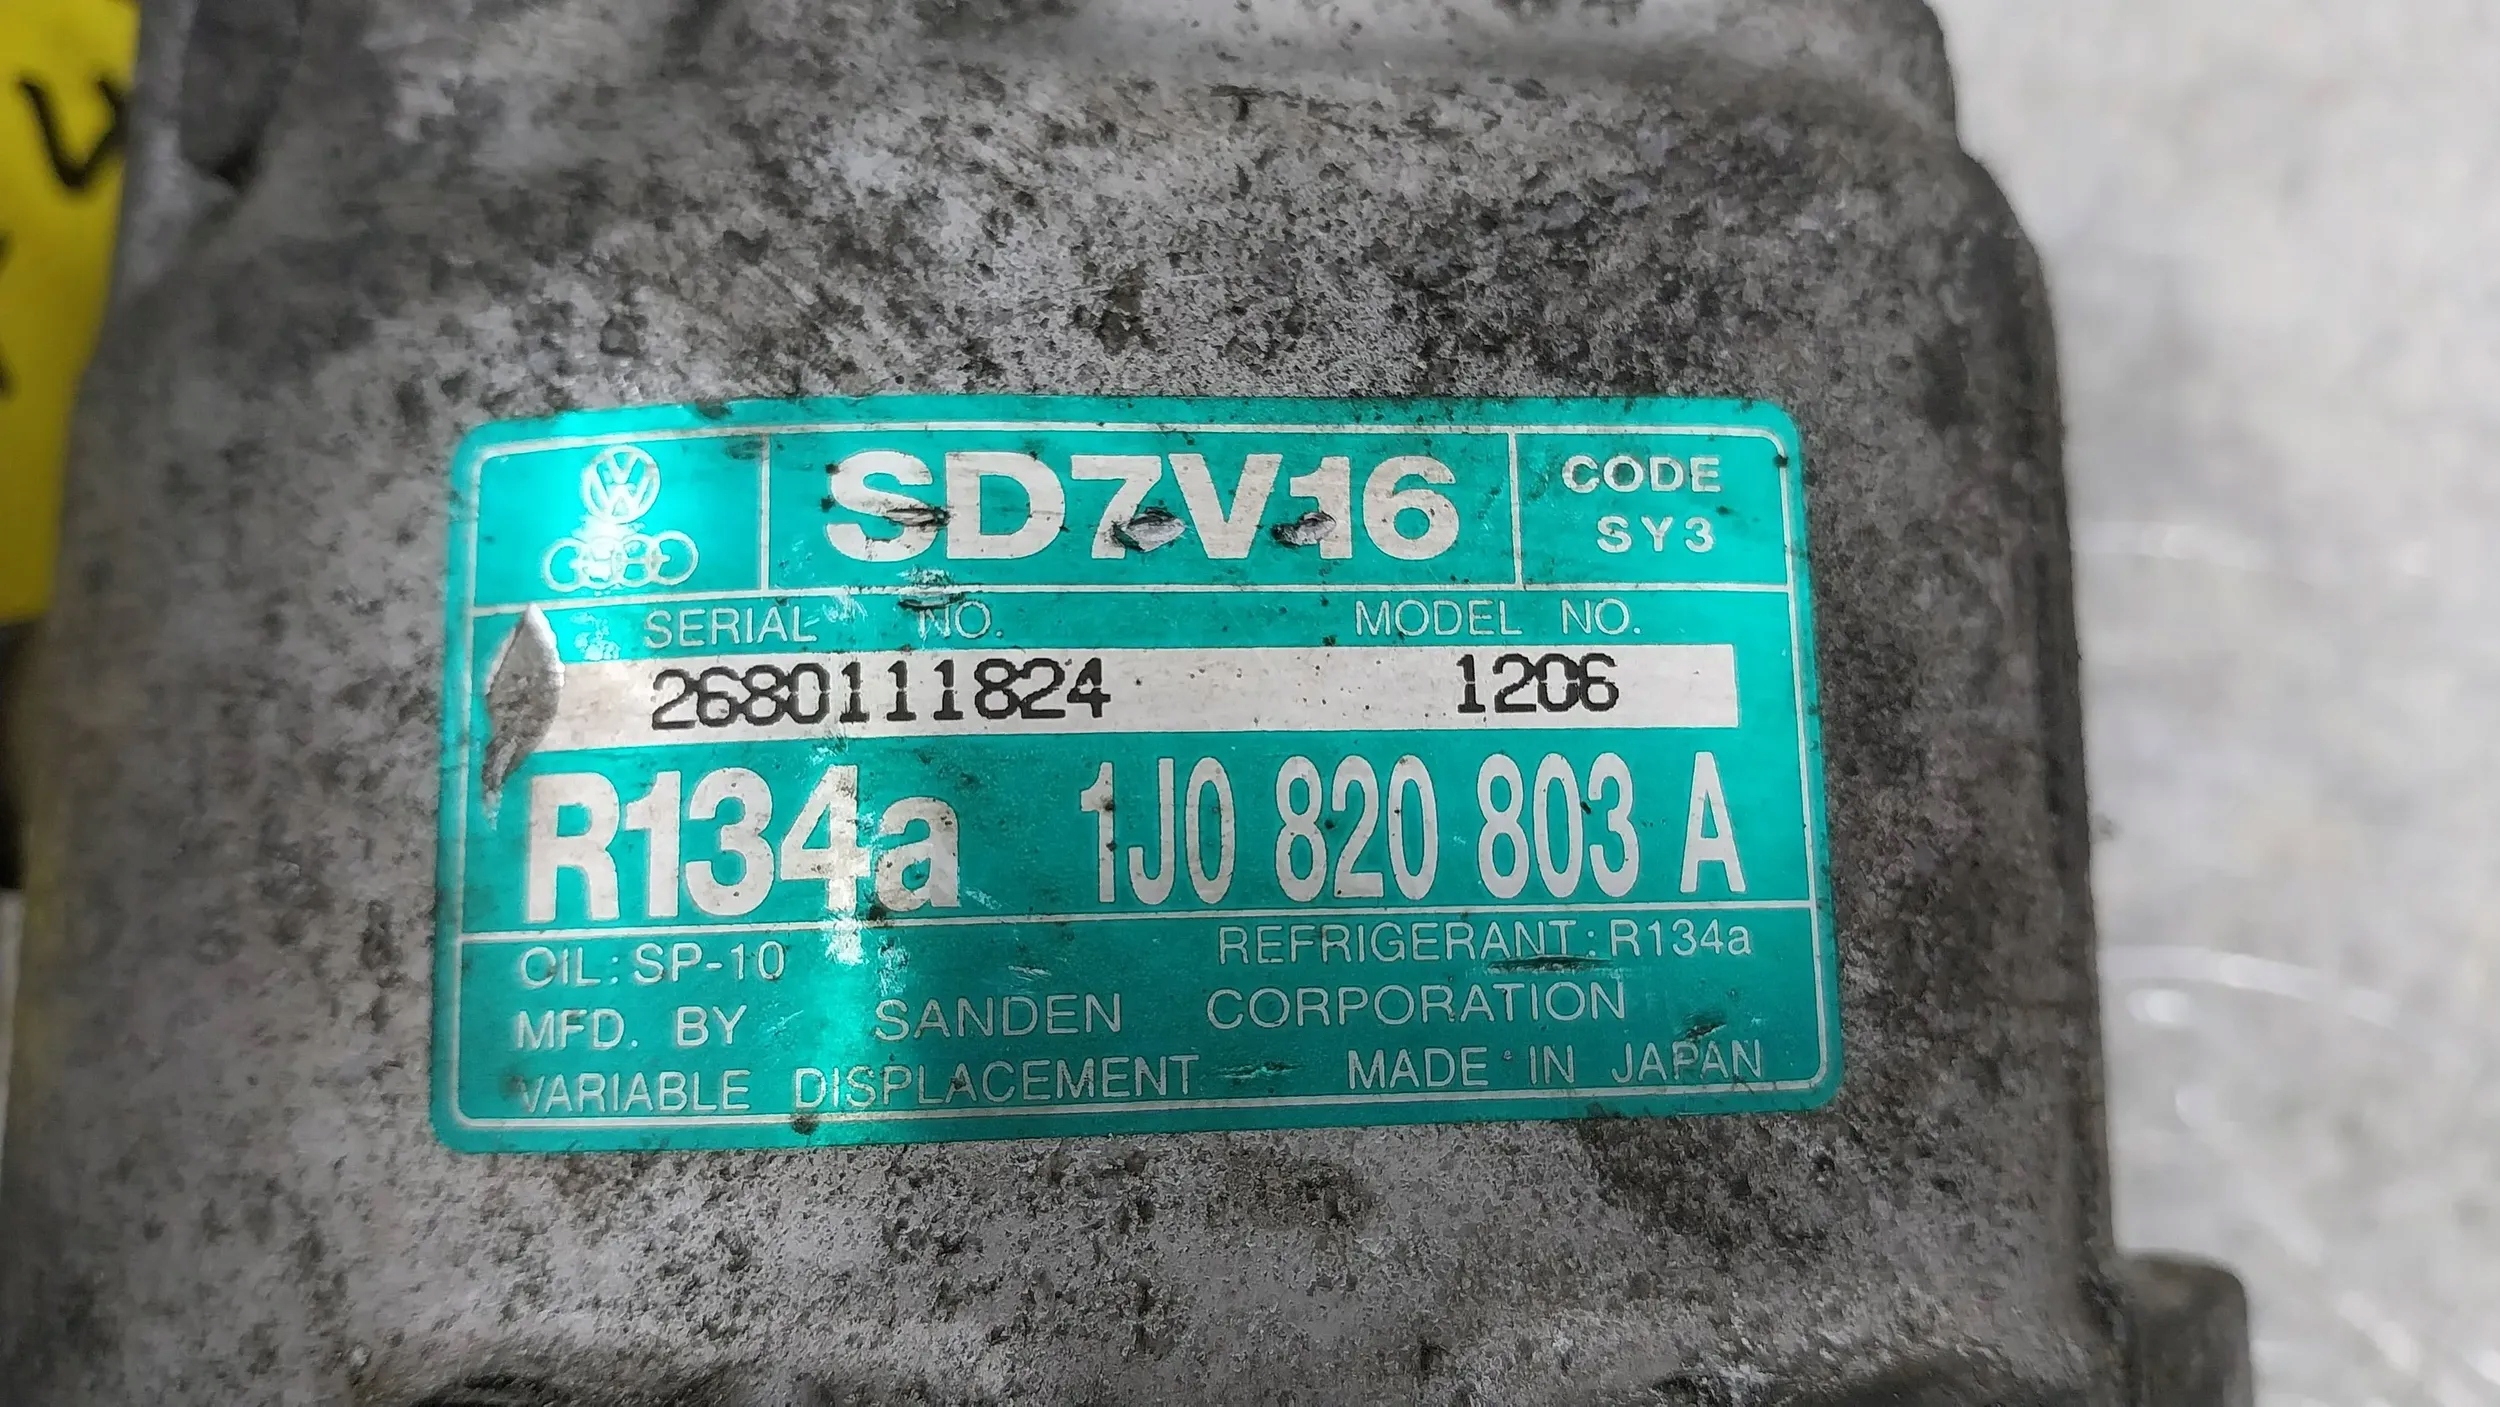 SD7V16
CODE
SY3
SERIAL NO.
MODEL NO.
2680111824
1206
R134a 1J0 820 803 A
OIL: SP-10
REFRIGERANT: R134a
MFD. BY SANDEN CORPORATION
VARIABLE DISPLACEMENT MADE IN JAPAN